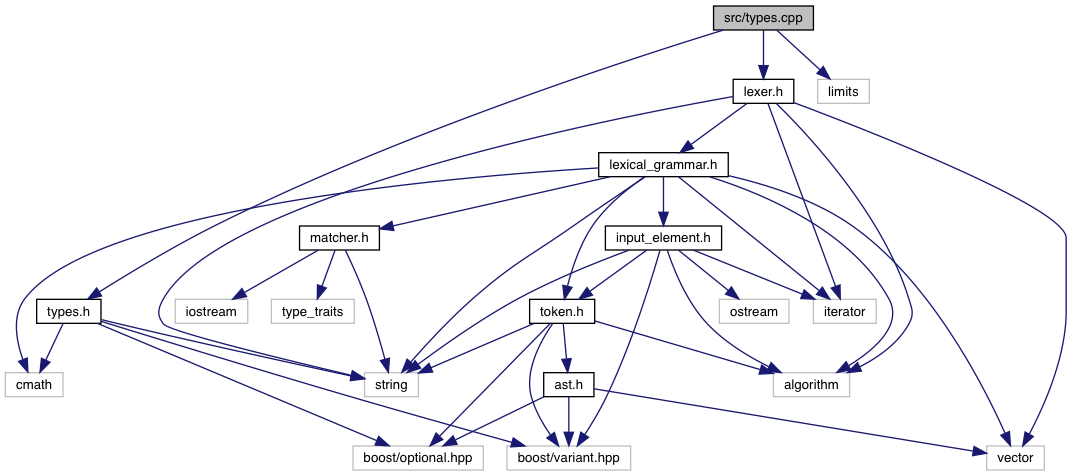 src/types.cpp
lexer.h
limits
lexical_grammar.h
matcher.h
input_element.h
types.h
iostream
type_traits
token.h
ostream
iterator
cmath
string
ast.h
algorithm
boost/optional.hpp
boost/variant.hpp
vector